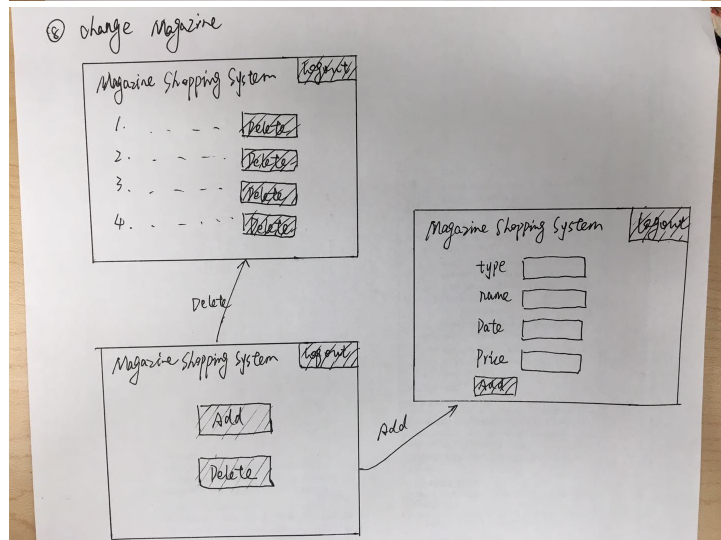 ⑧ change Magazine
Magazine Shopping System Logout
1. . . - - - Delete
2. . - - . . Delete
3. . - - . . Delete
4. . - . . . Delete
Delete
Magazine Shopping System Logout
Add
Delete
Add
Magazine Shopping System Logout
type
name
Date
Price
Add